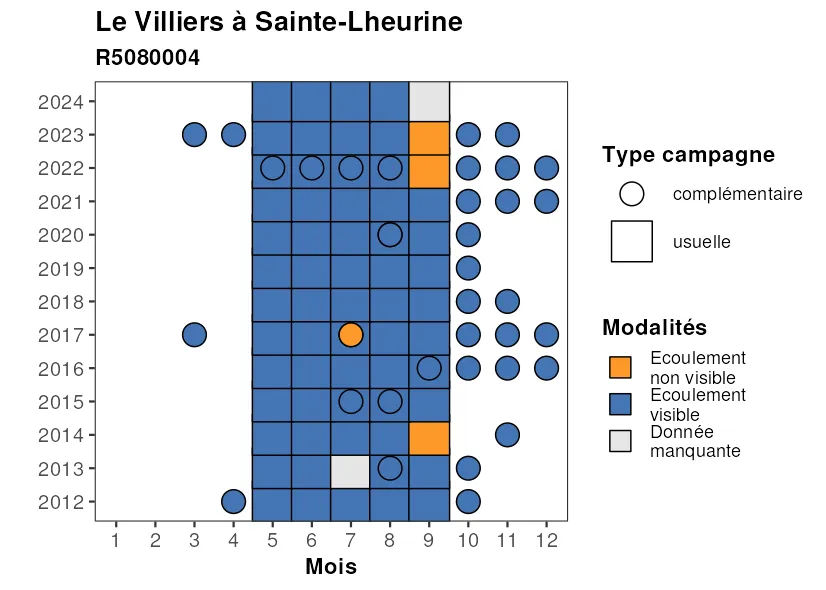 Le Villiers à Sainte-Lheurine
R5080004
2024
2023
2022
2021
2020
2019
2018
2017
2016
2015
2014
2013
2012
1 2 3 4 5 6 7 8 9 10 11 12
Mois
Type campagne
complémentaire
usuelle
Modalités
Ecoulement
non visible
Ecoulement
visible
Donnée
manquante